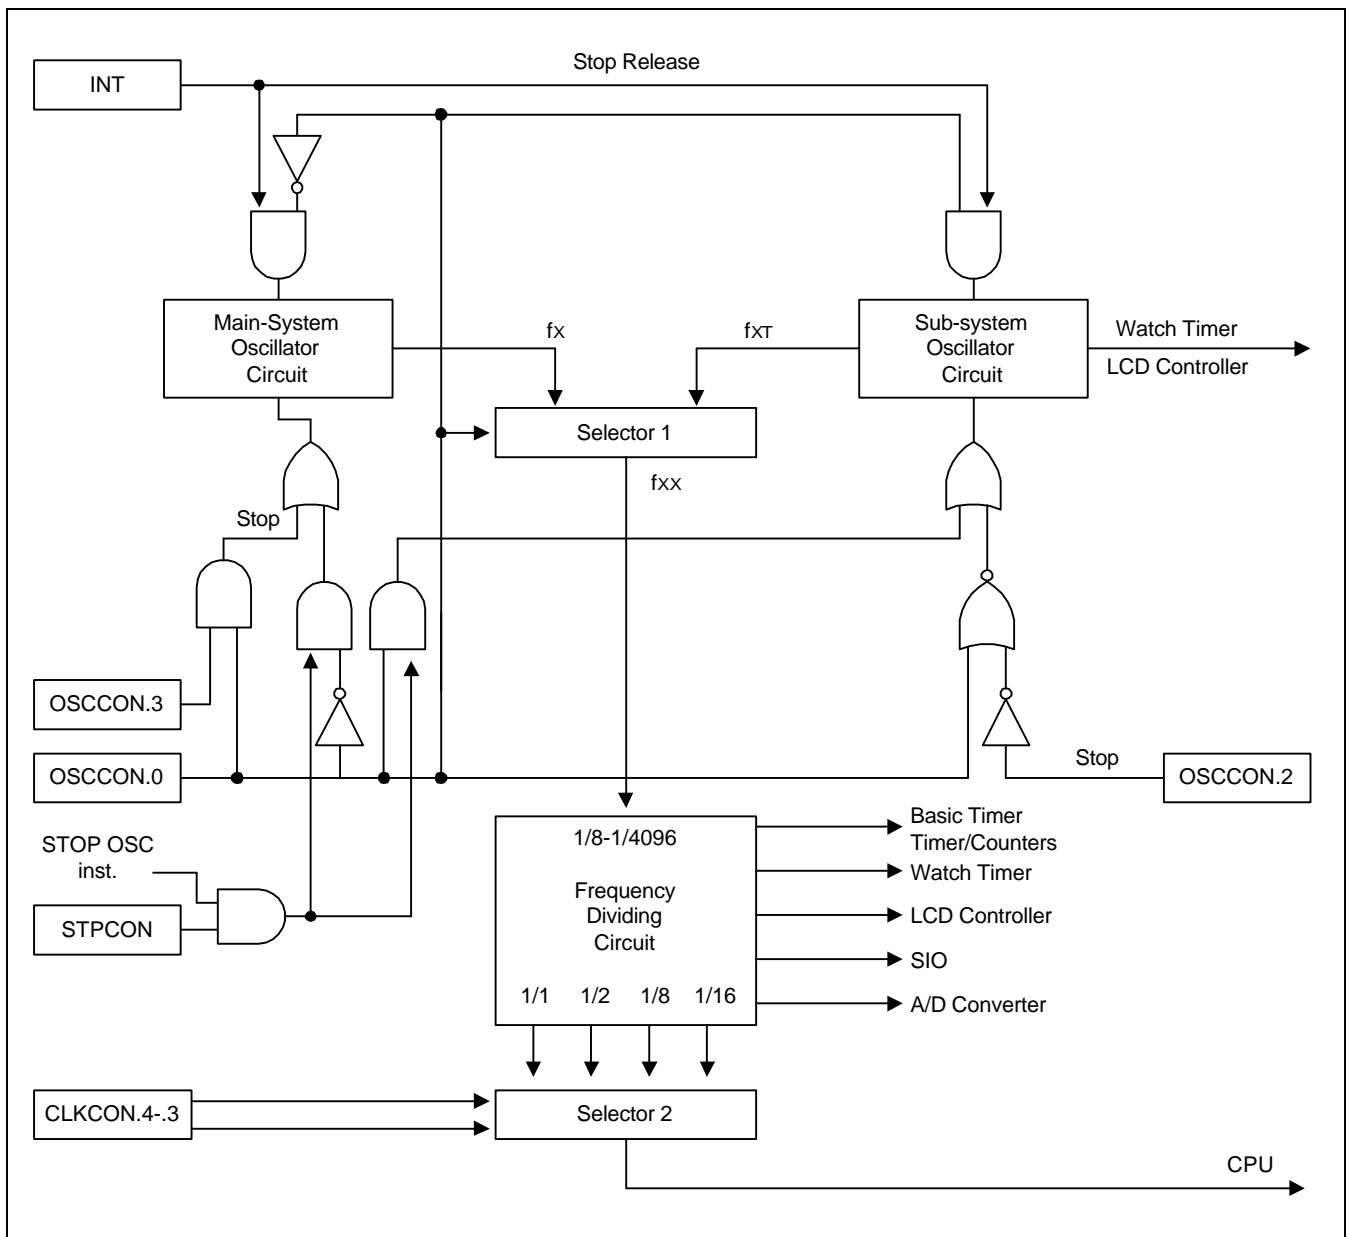 Stop Release
INT
Main-System
Oscillator
Circuit
fX
fXT
Sub-system
Oscillator
Circuit
Watch Timer
LCD Controller
Selector 1
fXX
Stop
OSCCON.3
OSCCON.0
Stop
OSCCON.2
STOP OSC
inst.
STPCON
1/8-1/4096
Frequency
Dividing
Circuit
1/1 1/2 1/8 1/16
Basic Timer
Timer/Counters
Watch Timer
LCD Controller
SIO
A/D Converter
CLKCON.4-.3
Selector 2
CPU